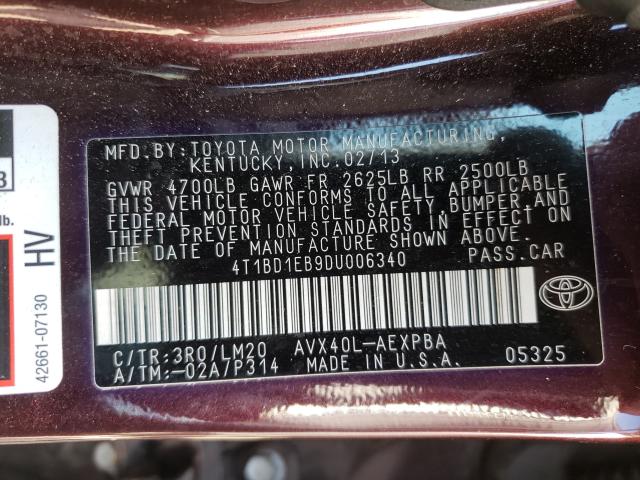 MFD.BY:TOYOTA MOTOR MANUFACTURING,
KENTUCKY,INC.02/13
GVWR 4700LB GAWR FR 2625LB RR 2500LB
THIS VEHICLE CONFORMS TO ALL APPLICABLE
FEDERAL MOTOR VEHICLE SAFETY,BUMPER,AND
THEFT PREVENTION STANDARDS IN EFFECT ON
THE DATE OF MANUFACTURE SHOWN ABOVE.
4T1BD1EB9DU006340 PASS.CAR
C/TR:3R0/LM20 AVX40L-AEXPBA
A/TM:-02A/P314 MADE IN U.S.A. 05325
3
lb.
HV
42661-07130